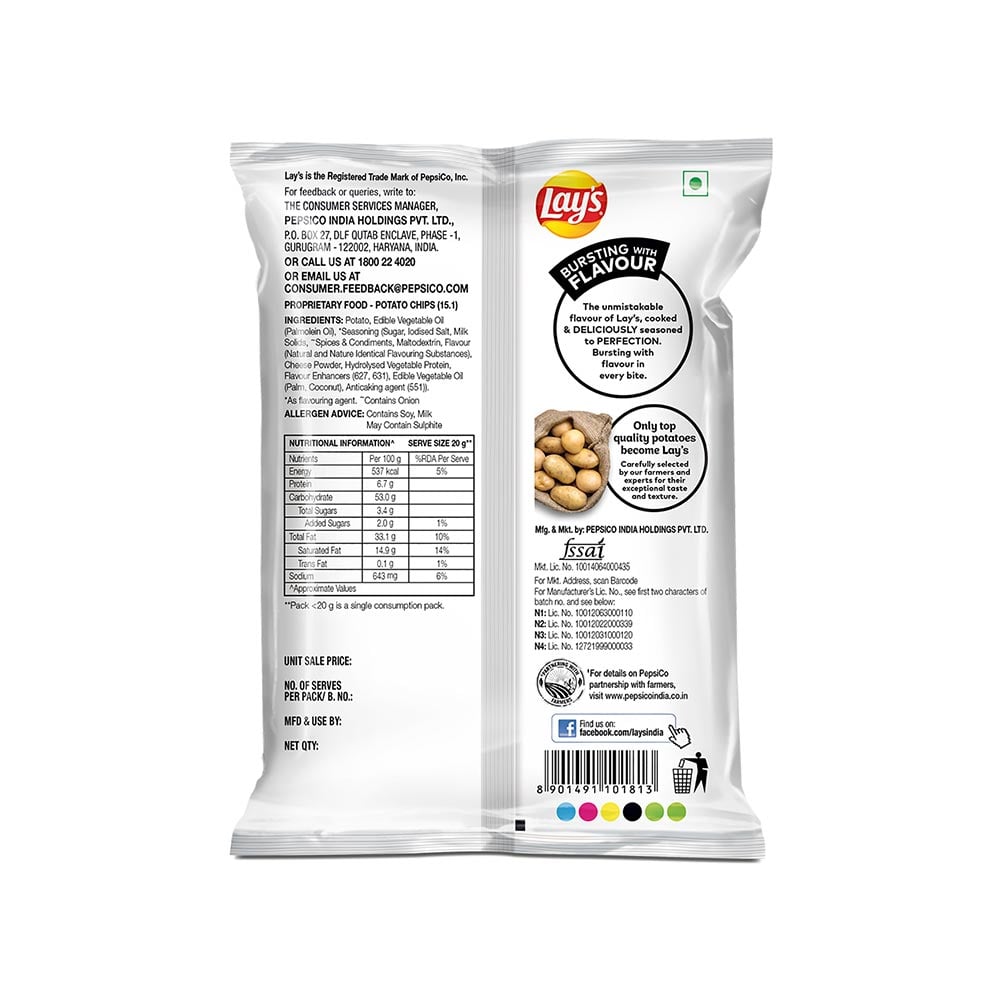 Lay's is the Registered Trade Mark of PepsiCo, Inc.
For feedback or queries, write to:
THE CONSUMER SERVICES MANAGER,
PEPSICO INDIA HOLDINGS PVT. LTD.,
P.O. BOX 27, DLF QUTAB ENCLAVE, PHASE -1,
GURUGRAM - 122002, HARYANA, INDIA.
OR CALL US AT 1800 22 4020
OR EMAIL US AT
CONSUMER.FEEDBACK@PEPSICO.COM
PROPRIETARY FOOD - POTATO CHIPS (15.1)
INGREDIENTS: Potato, Edible Vegetable Oil
(Palmolein Oil), *Seasoning (Sugar, Iodised Salt, Milk
Solids, ~Spices & Condiments, Maltodextrin, Flavour
(Natural and Nature Identical Flavouring Substances),
Cheese Powder, Hydrolysed Vegetable Protein,
Flavour Enhancers (627, 631), Edible Vegetable Oil
(Palm, Coconut), Anticaking agent (551)).
*As flavouring agent. ~Contains Onion
ALLERGEN ADVICE: Contains Soy, Milk
May Contain Sulphite
NUTRITIONAL INFORMATION^ SERVE SIZE 20 g**
Nutrients Per 100 g %RDA Per Serve
Energy 537 kcal 5%
Protein 6.7 g
Carbohydrate 53.0 g
Total Sugars 3.4 g
Added Sugars 2.0 g 1%
Total Fat 33.1 g 10%
Saturated Fat 14.9 g 14%
Trans Fat 0.1 g 1%
Sodium 643 mg 6%
^Approximate Values
**Pack <20 g is a single consumption pack.
UNIT SALE PRICE:
NO. OF SERVES
PER PACK/ B. NO.:
MFD & USE BY:
NET QTY:
Lay's
BURSTING WITH
FLAVOUR
The unmistakable
flavour of Lay's, cooked
& DELICIOUSLY seasoned
to PERFECTION.
Bursting with
flavour in
every bite.
Only top
quality potatoes
become Lay's
Carefully selected
by our farmers and
experts for their
exceptional taste
and texture.
Mfg. & Mkt. by: PEPSICO INDIA HOLDINGS PVT. LTD.
fssai
Mkt. Lic. No. 10014064000435
For Mkt. Address, scan Barcode
For Manufacturer's Lic. No., see first two characters of
batch no. and see below:
N1: Lic. No. 10012063000110
N2: Lic. No. 10012022000339
N3: Lic. No. 10012031000120
N4: Lic. No. 12721999000033
*PARTNERING WITH
FARMERS
*For details on PepsiCo
partnership with farmers,
visit www.pepsicoindia.co.in
f Find us on:
facebook.com/laysindia
8 901491 101813